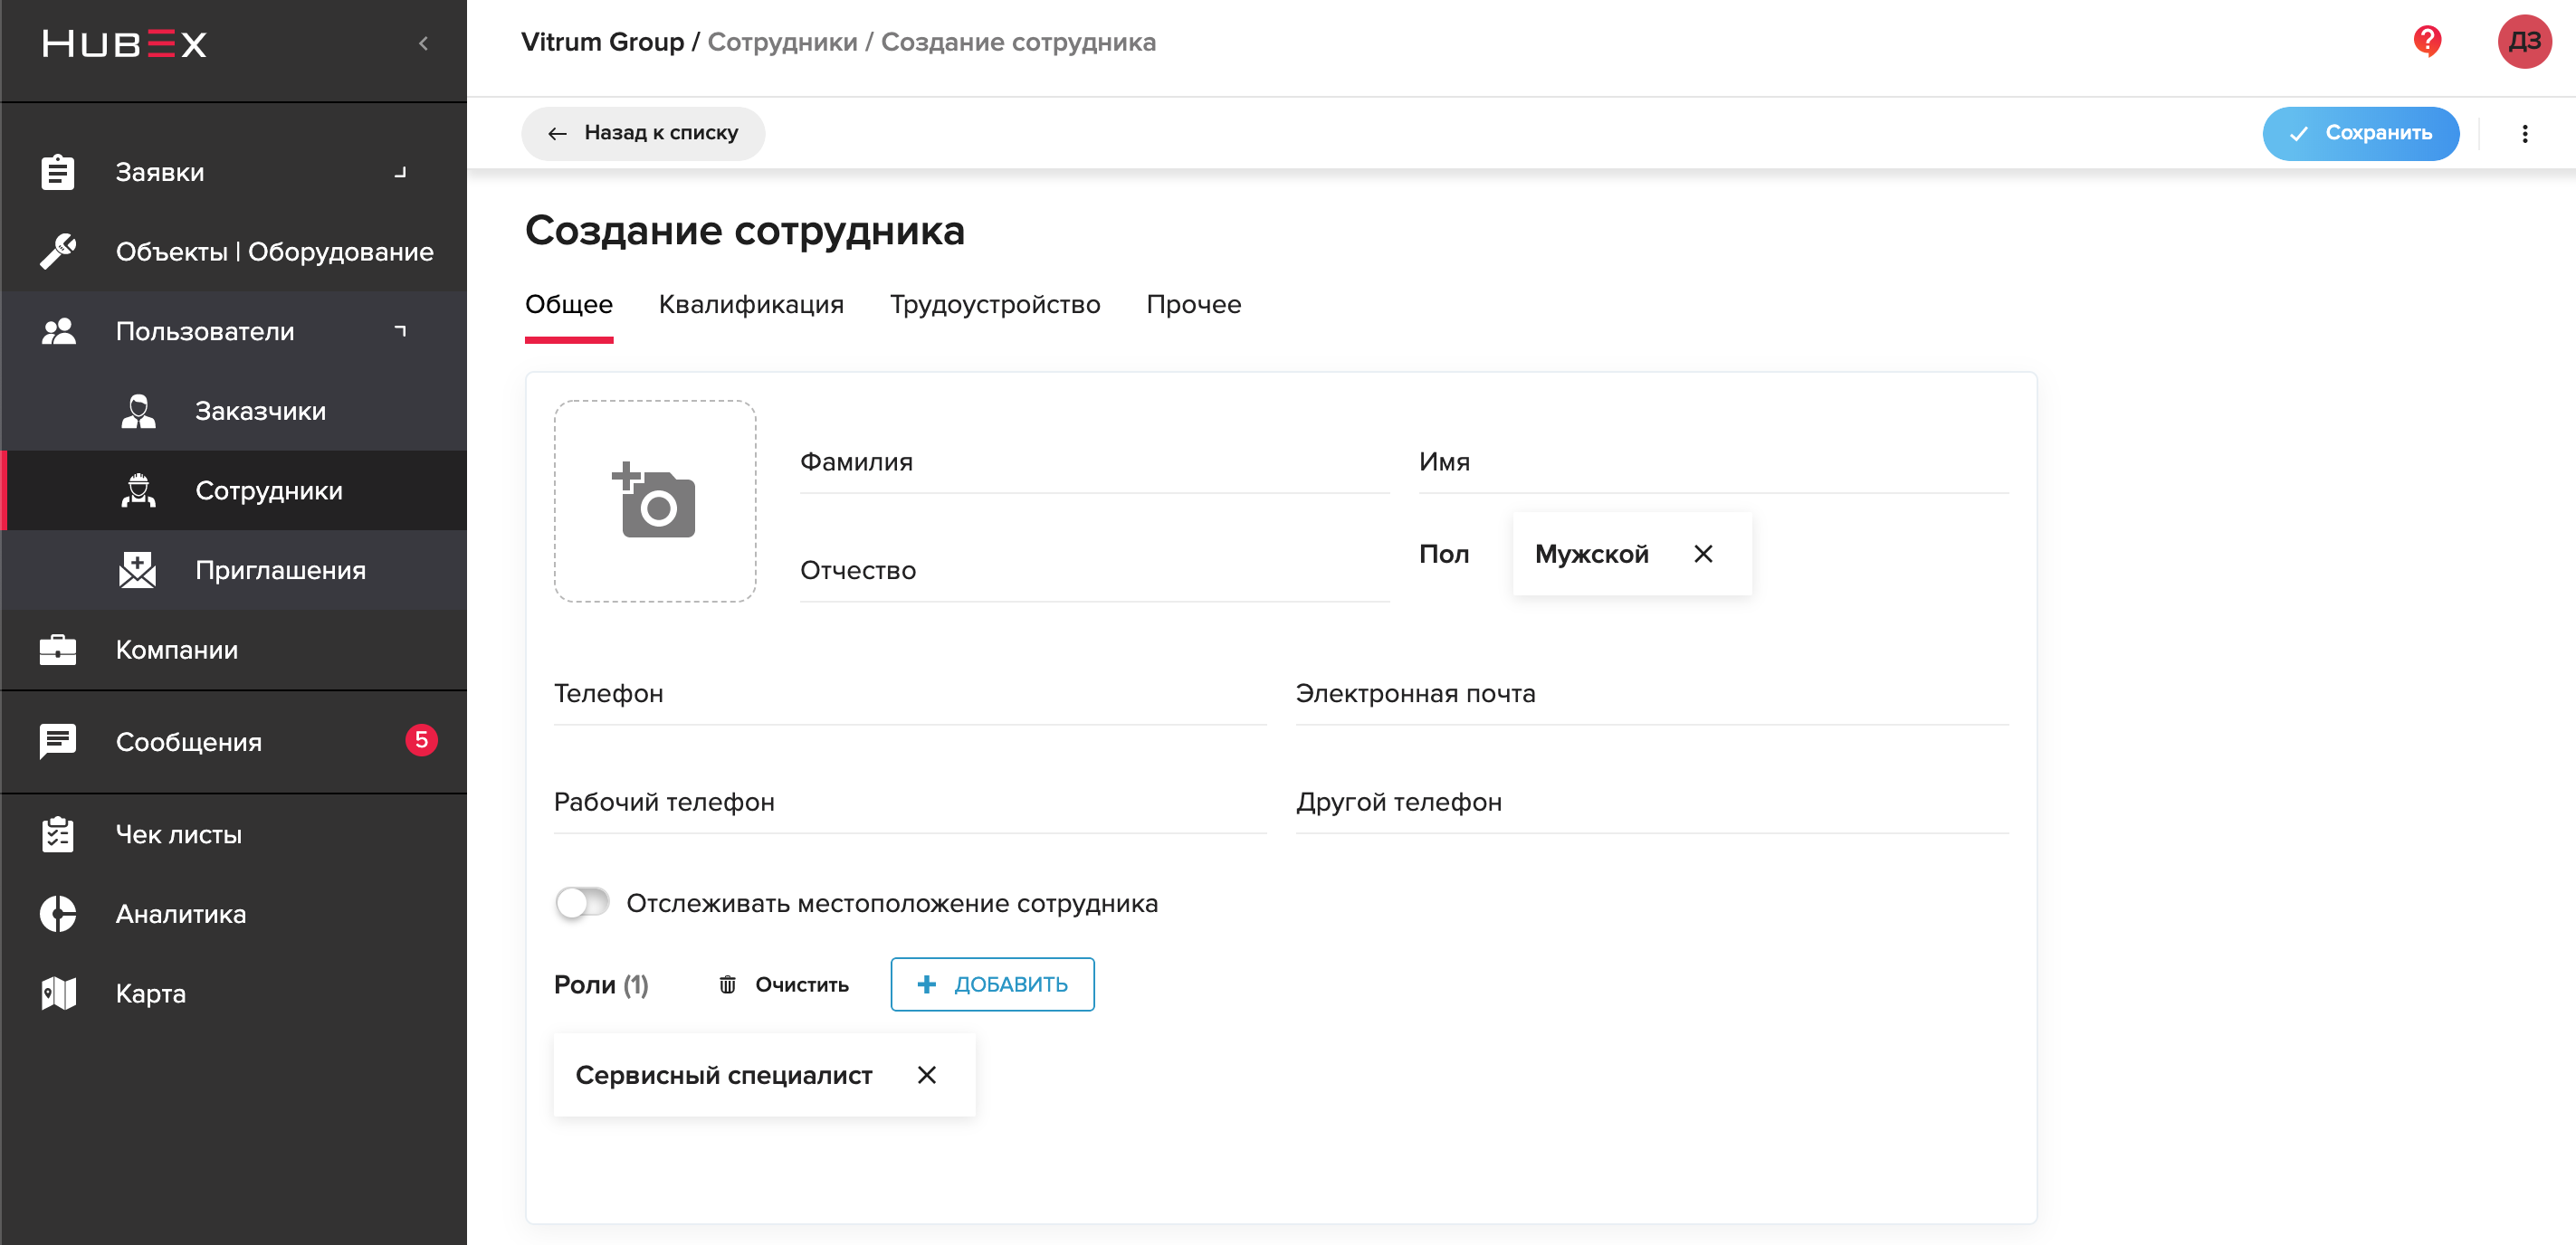 HUBEX
Заявки
Объекты | Оборудование
Пользователи
Заказчики
Сотрудники
Приглашения
Компании
Сообщения
5
Чек листы
Аналитика
Карта
Vitrum Group / Сотрудники / Создание сотрудника
?
ДЗ
Назад к списку
Сохранить
Создание сотрудника
Общее Квалификация Трудоустройство Прочее
Фамилия
Имя
Отчество
Пол Мужской
Телефон
Электронная почта
Рабочий телефон
Другой телефон
Отслеживать местоположение сотрудника
Роли (1) Очистить + ДОБАВИТЬ
Сервисный специалист